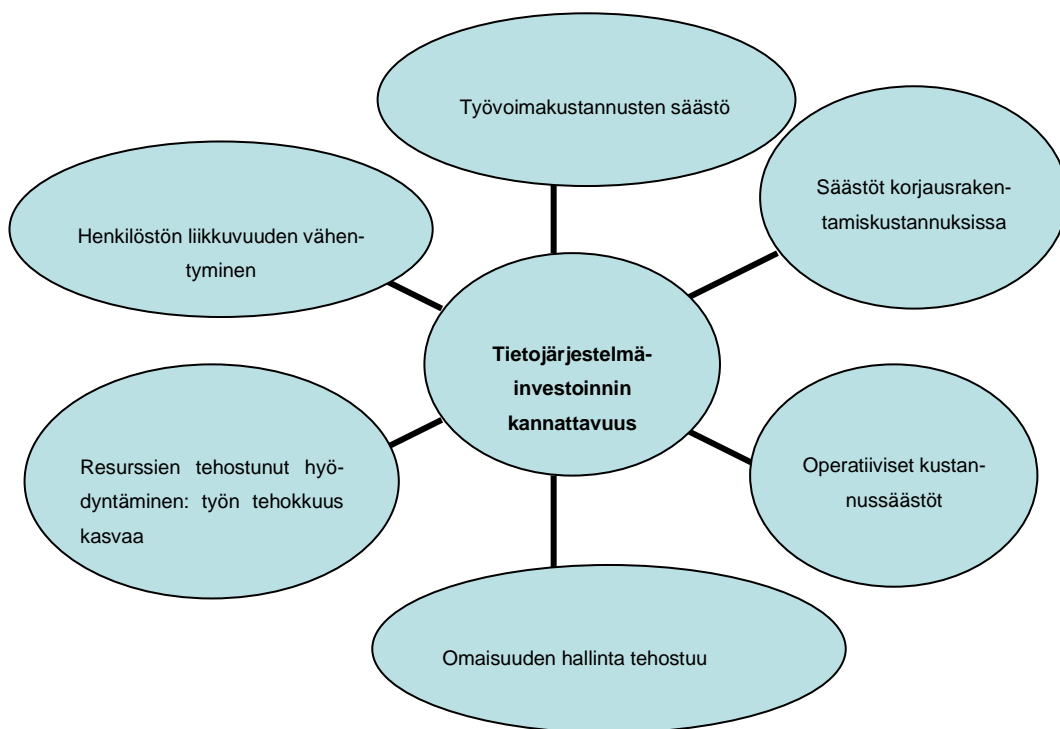 Työvoimakustannusten säästö
Säästöt korjausraken-
tamiskustannuksissa
Henkilöstön liikkuvuuden vähen-
tyminen
Tietojärjestelmä-
investoinnin
kannattavuus
Resurssien tehostunut hyö-
dyntäminen: työn tehokkuus
kasvaa
Operatiiviset kustan-
nussäästöt
Omaisuuden hallinta tehostuu